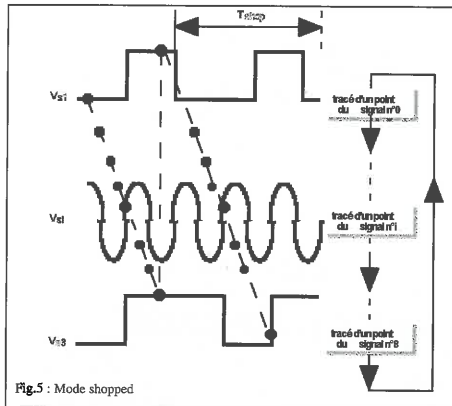 Tshop
Vs1
tracé d'un point
du signal n°0
Vsi
tracé d'un point
du signal n°i
Vs8
tracé d'un point
du signal n°8
Fig.5 : Mode shopped